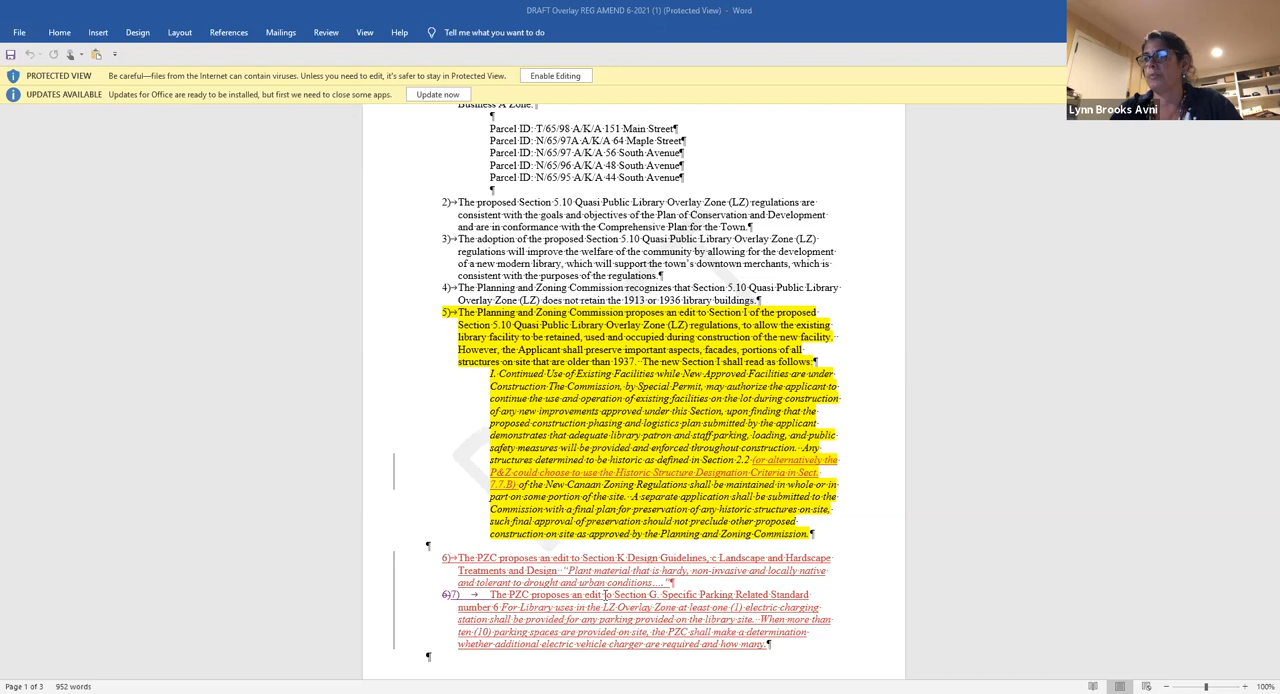 DRAFT Overlay REG AMEND 6-2021 (1) (Protected View) - Word
File Home Insert Design Layout References Mailings Review View Help Tell me what you want to do
PROTECTED VIEW Be careful—files from the Internet can contain viruses. Unless you need to edit, it's safer to stay in Protected View. Enable Editing
UPDATES AVAILABLE Updates for Office are ready to be installed, but first we need to close some apps. Update now
Lynn Brooks Avni
Business A Zone.¶
¶
Parcel ID: T/65/98 A/K/A 151 Main Street¶
Parcel ID: N/65/97A A/K/A 64 Maple Street¶
Parcel ID: N/65/97 A/K/A 56 South Avenue¶
Parcel ID: N/65/96 A/K/A 48 South Avenue¶
Parcel ID: N/65/95 A/K/A 44 South Avenue¶
¶
2)→The proposed Section 5.10 Quasi Public Library Overlay Zone (LZ) regulations are
consistent with the goals and objectives of the Plan of Conservation and Development
and are in conformance with the Comprehensive Plan for the Town.¶
3)→The adoption of the proposed Section 5.10 Quasi Public Library Overlay Zone (LZ)
regulations will improve the welfare of the community by allowing for the development
of a new modern library, which will support the town's downtown merchants, which is
consistent with the purposes of the regulations.¶
4)→The Planning and Zoning Commission recognizes that Section 5.10 Quasi Public Library
Overlay Zone (LZ) does not retain the 1913 or 1936 library buildings.¶
5)→The Planning and Zoning Commission proposes an edit to Section I of the proposed
Section 5.10 Quasi Public Library Overlay Zone (LZ) regulations, to allow the existing
library facility to be retained, used and occupied during construction of the new facility.
However, the Applicant shall preserve important aspects, facades, portions of all
structures on site that are older than 1937. The new Section I shall read as follows:¶
I. Continued Use of Existing Facilities while New Approved Facilities are under
Construction The Commission, by Special Permit, may authorize the applicant to
continue the use and operation of existing facilities on the lot during construction
of any new improvements approved under this Section, upon finding that the
proposed construction phasing and logistics plan submitted by the applicant
demonstrates that adequate library patron and staff parking, loading, and public
safety measures will be provided and enforced throughout construction. Any
structures determined to be historic as defined in Section 2.2 (or alternatively the
P&Z could choose to use the Historic Structure Designation Criteria in Sect.
7.7.B) of the New Canaan Zoning Regulations shall be maintained in whole or in
part on some portion of the site. A separate application shall be submitted to the
Commission with a final plan for preservation of any historic structures on site,
such final approval of preservation should not preclude other proposed
construction on site as approved by the Planning and Zoning Commission.¶
¶
6)→The PZC proposes an edit to Section K Design Guidelines, c Landscape and Hardscape
Treatments and Design "Plant material that is hardy, non-invasive and locally native
and tolerant to drought and urban conditions…."¶
6)7) → The PZC proposes an edit to Section G. Specific Parking Related Standard
number 6 For Library uses in the LZ Overlay Zone at least one (1) electric charging
station shall be provided for any parking provided on the library site. When more than
ten (10) parking spaces are provided on site, the PZC shall make a determination
whether additional electric vehicle charger are required and how many.¶
¶
Page 1 of 3 952 words 100%